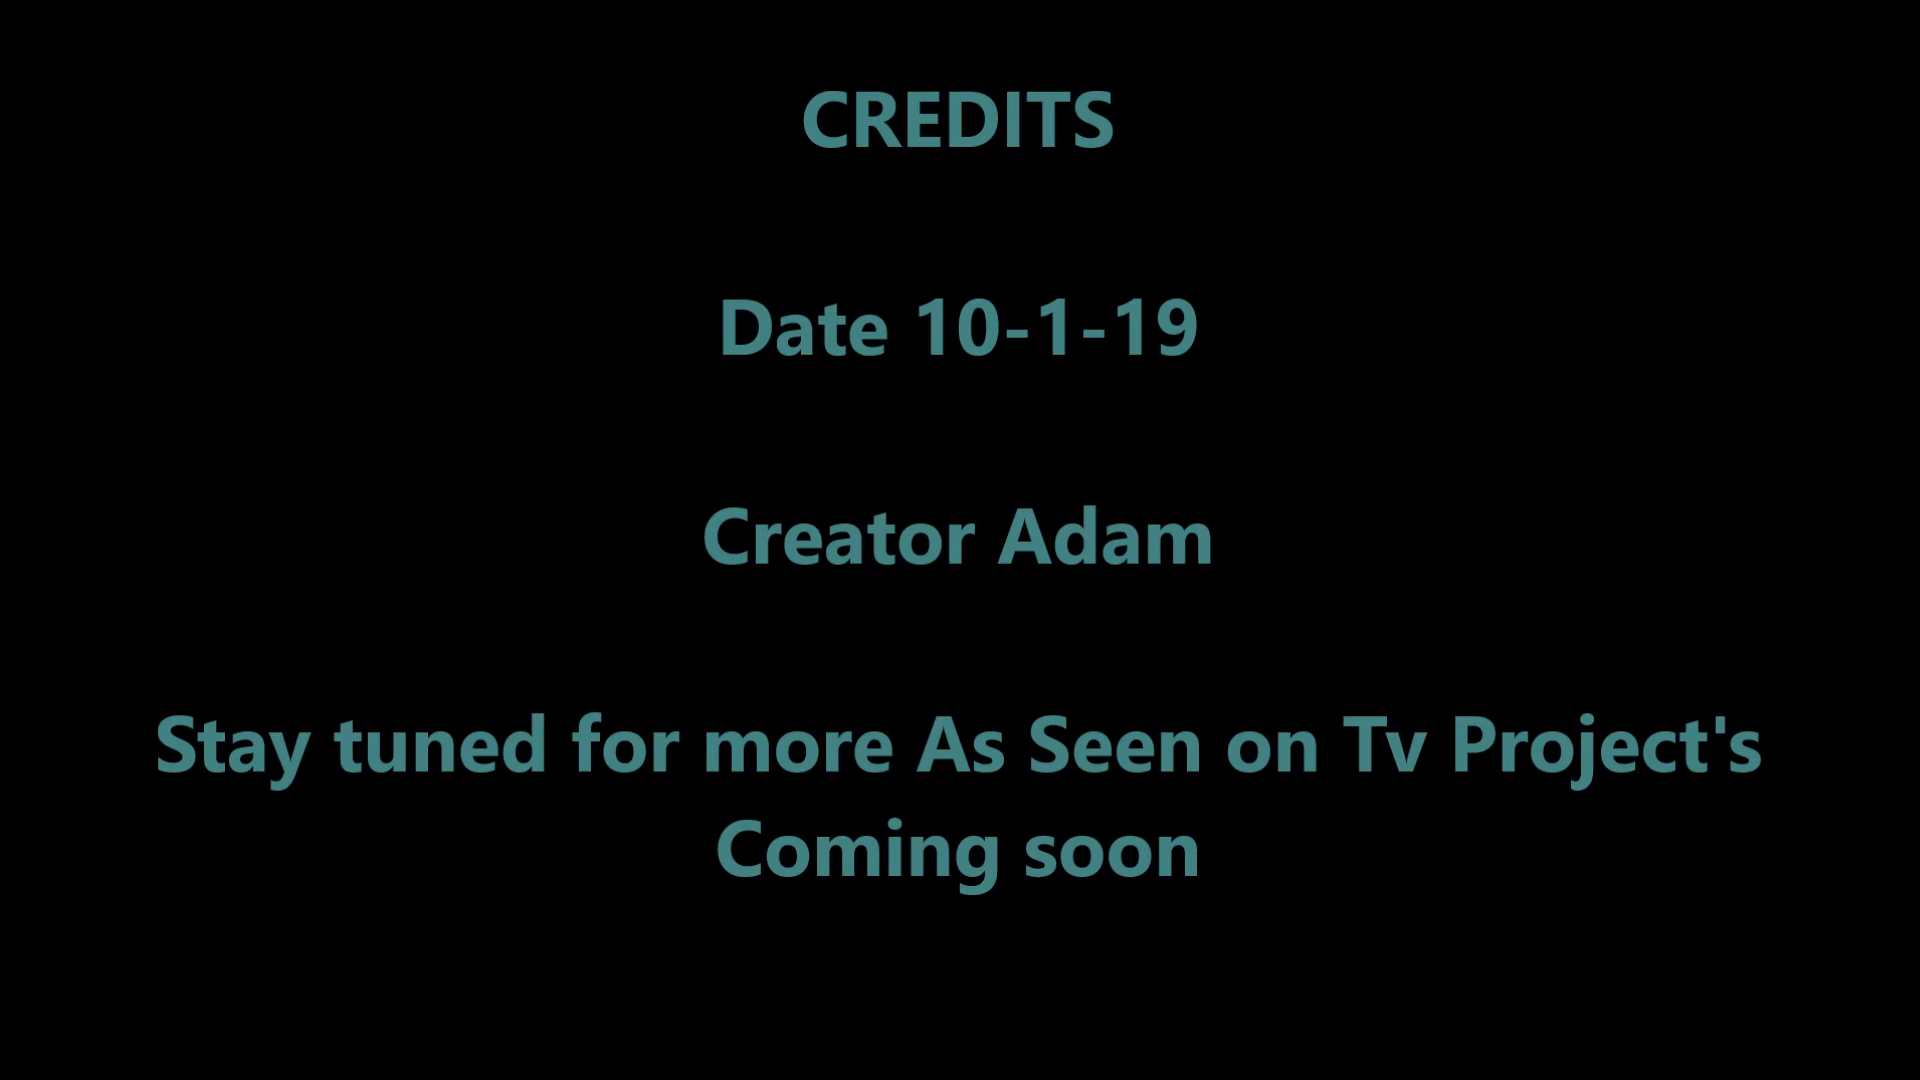 CREDITS
Date 10-1-19
Creator Adam
Stay tuned for more As Seen on Tv Project's
Coming soon